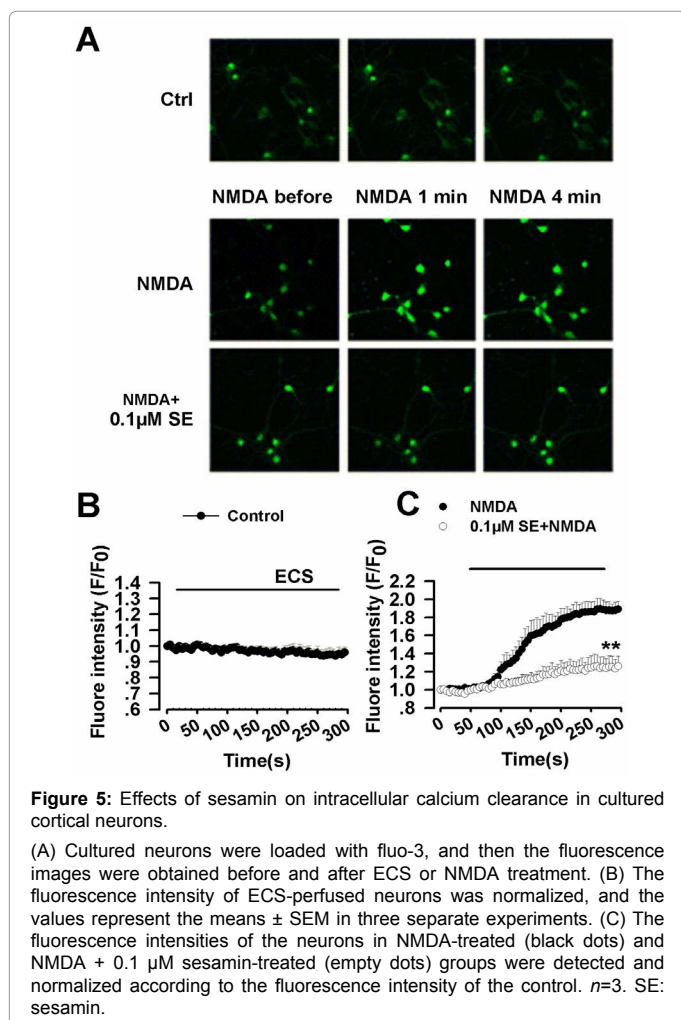 A
Ctrl
NMDA before NMDA 1 min NMDA 4 min
NMDA
NMDA+
0.1µM SE
B
Control
ECS
Fluore intensity (F/F0)
1.4
1.3
1.2
1.1
1.0
.9
.8
.7
.6
0 50 100 150 200 250 300
Time(s)
C
NMDA
0.1µM SE+NMDA
Fluore intensity (F/F0)
2.2
2.0
1.8
1.6
1.4
1.2
1.0
.8
**
0 50 100 150 200 250 300
Time(s)
Figure 5: Effects of sesamin on intracellular calcium clearance in cultured
cortical neurons.
(A) Cultured neurons were loaded with fluo-3, and then the fluorescence
images were obtained before and after ECS or NMDA treatment. (B) The
fluorescence intensity of ECS-perfused neurons was normalized, and the
values represent the means ± SEM in three separate experiments. (C) The
fluorescence intensities of the neurons in NMDA-treated (black dots) and
NMDA + 0.1 µM sesamin-treated (empty dots) groups were detected and
normalized according to the fluorescence intensity of the control. n=3. SE:
sesamin.